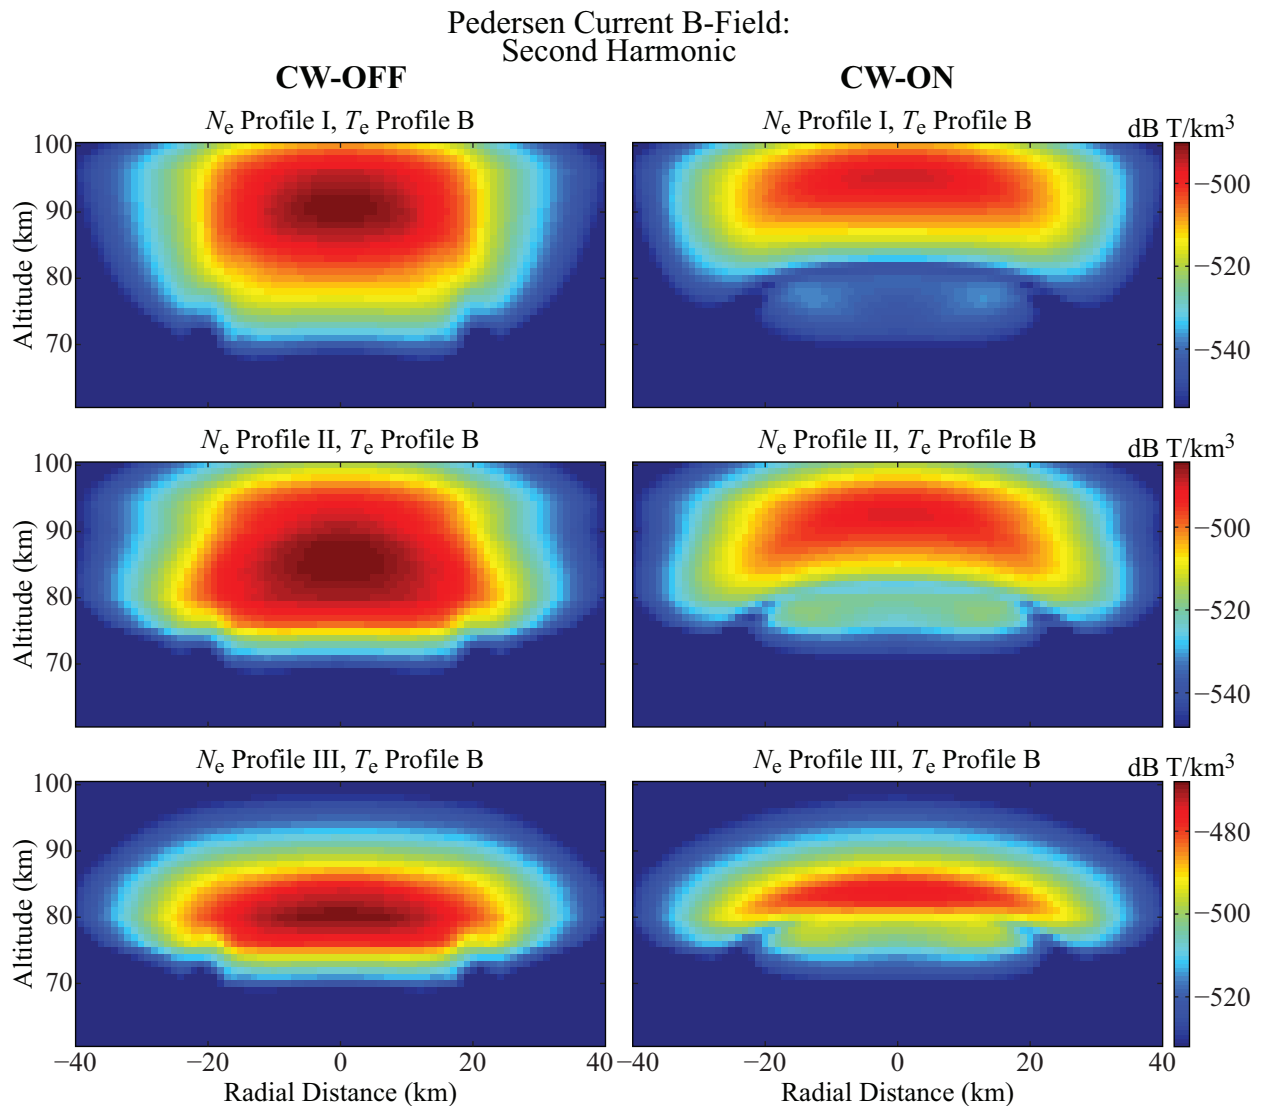 Pedersen Current B-Field:
Second Harmonic
CW-OFF CW-ON
Ne Profile I, Te Profile B Ne Profile I, Te Profile B dB T/km3
100
90
80
70
Altitude (km)
−500
−520
−540
Ne Profile II, Te Profile B Ne Profile II, Te Profile B dB T/km3
100
90
80
70
Altitude (km)
−500
−520
−540
Ne Profile III, Te Profile B Ne Profile III, Te Profile B dB T/km3
100
90
80
70
Altitude (km)
−480
−500
−520
−40 −20 0 20 40 −40 −20 0 20 40
Radial Distance (km) Radial Distance (km)